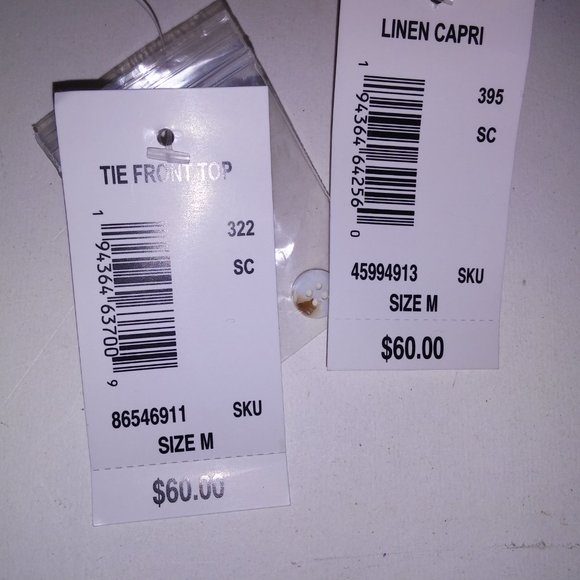 TIE FRONT TOP
322
SC
1 94364 63700 9
86546911 SKU
SIZE M
$60.00
LINEN CAPRI
395
SC
1 94364 64256 0
45994913 SKU
SIZE M
$60.00